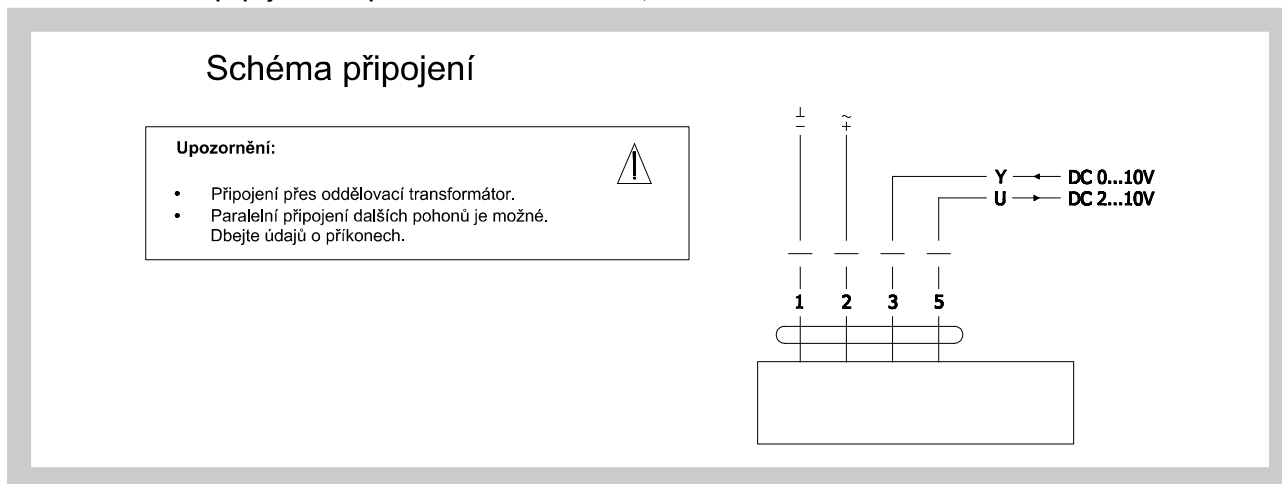 Schéma připojení
Upozornění:
• Připojení přes oddělovací transformátor.
• Paralelní připojení dalších pohonů je možné.
Dbejte údajů o příkonech.
⊥ ~
– +
Y DC 0...10V
U DC 2...10V
1 2 3 5